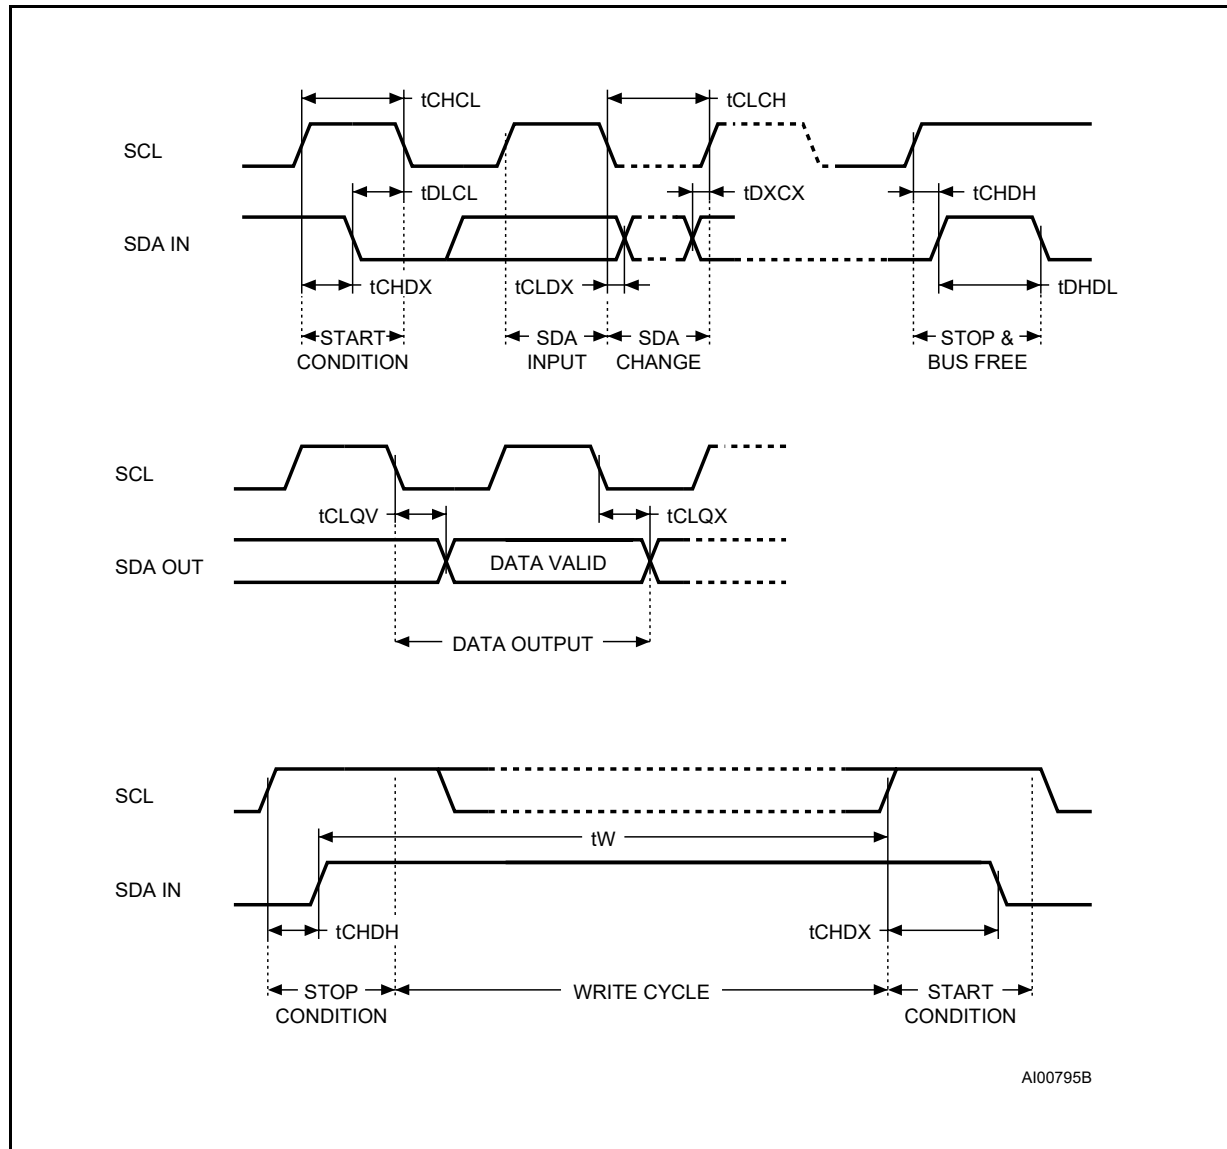 tCHCL
tCLCH
SCL
tDLCL
tDXCX
tCHDH
SDA IN
tCHDX
tCLDX
tDHDL
START
CONDITION
SDA
INPUT
SDA
CHANGE
STOP &
BUS FREE
SCL
tCLQV
tCLQX
SDA OUT
DATA VALID
DATA OUTPUT
SCL
tW
SDA IN
tCHDH
tCHDX
STOP
CONDITION
WRITE CYCLE
START
CONDITION
AI00795B